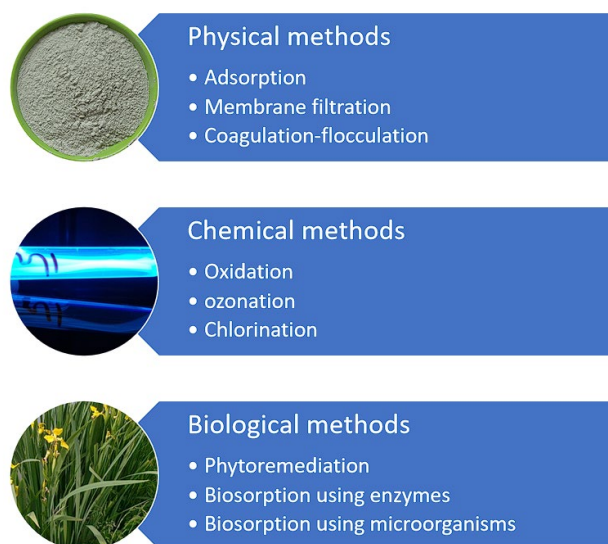 Physical methods
• Adsorption
• Membrane filtration
• Coagulation-flocculation
Chemical methods
• Oxidation
• ozonation
• Chlorination
Biological methods
• Phytoremediation
• Biosorption using enzymes
• Biosorption using microorganisms